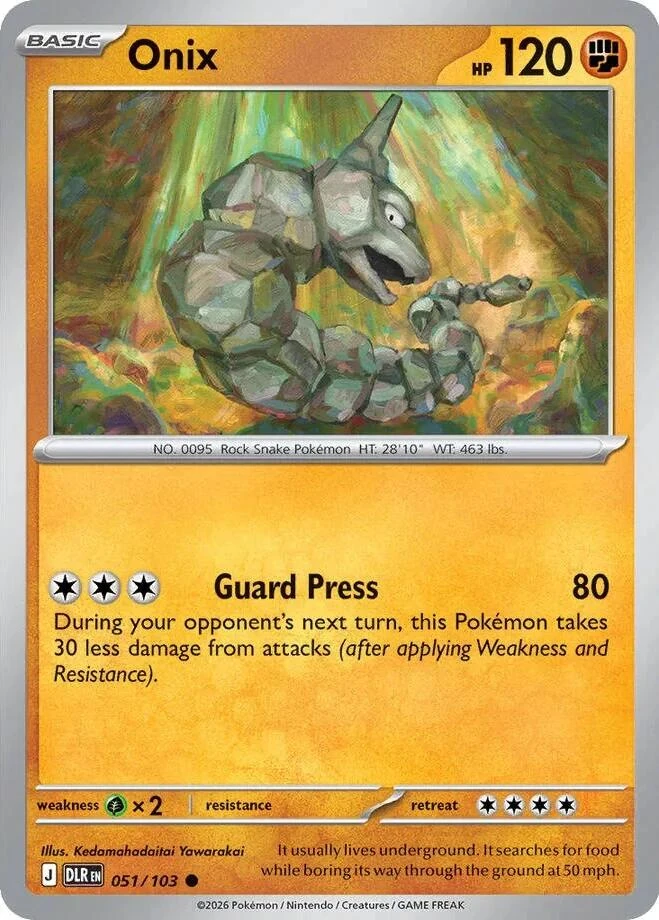 BASIC
Onix
HP 120
NO. 0095 Rock Snake Pokémon HT: 28'10" WT: 463 lbs.
Guard Press 80
During your opponent's next turn, this Pokémon takes
30 less damage from attacks (after applying Weakness and
Resistance).
weakness ×2 resistance retreat
Illus. Kedamahadaitai Yawarakai
It usually lives underground. It searches for food
while boring its way through the ground at 50 mph.
J DLR EN 051/103
©2026 Pokémon / Nintendo / Creatures / GAME FREAK